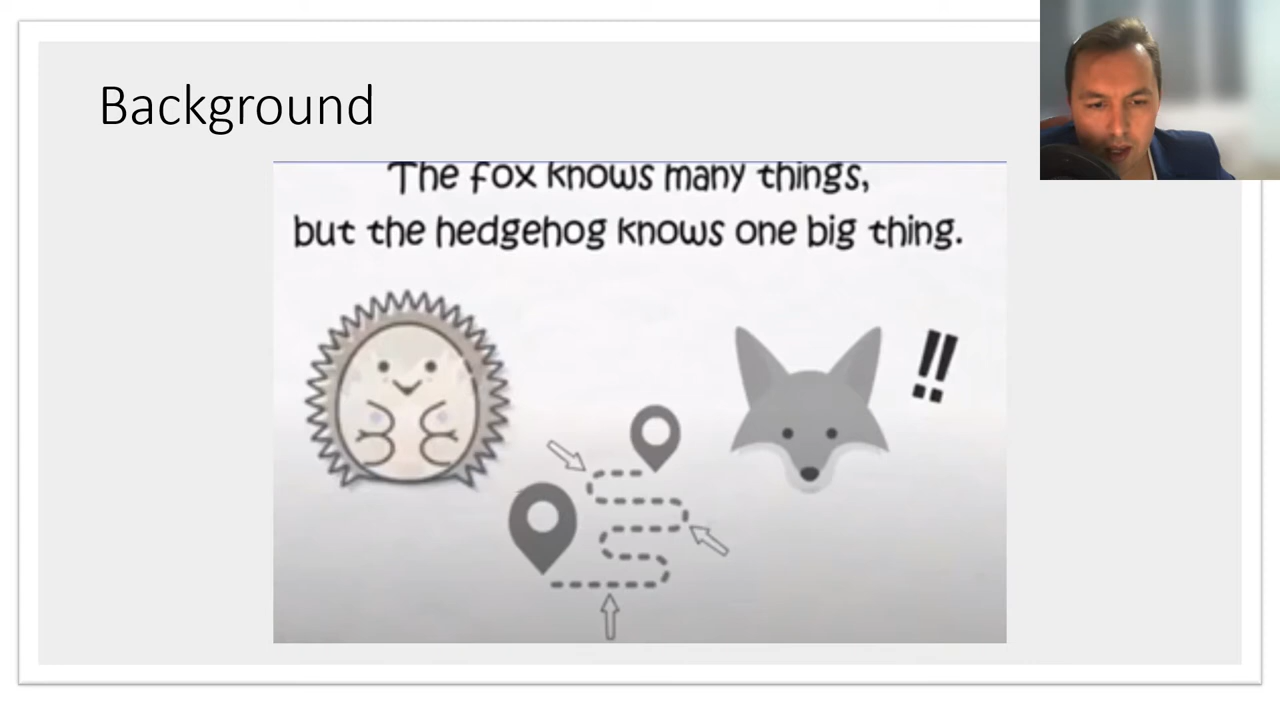 Background
The fox knows many things,
but the hedgehog knows one big thing.
!!